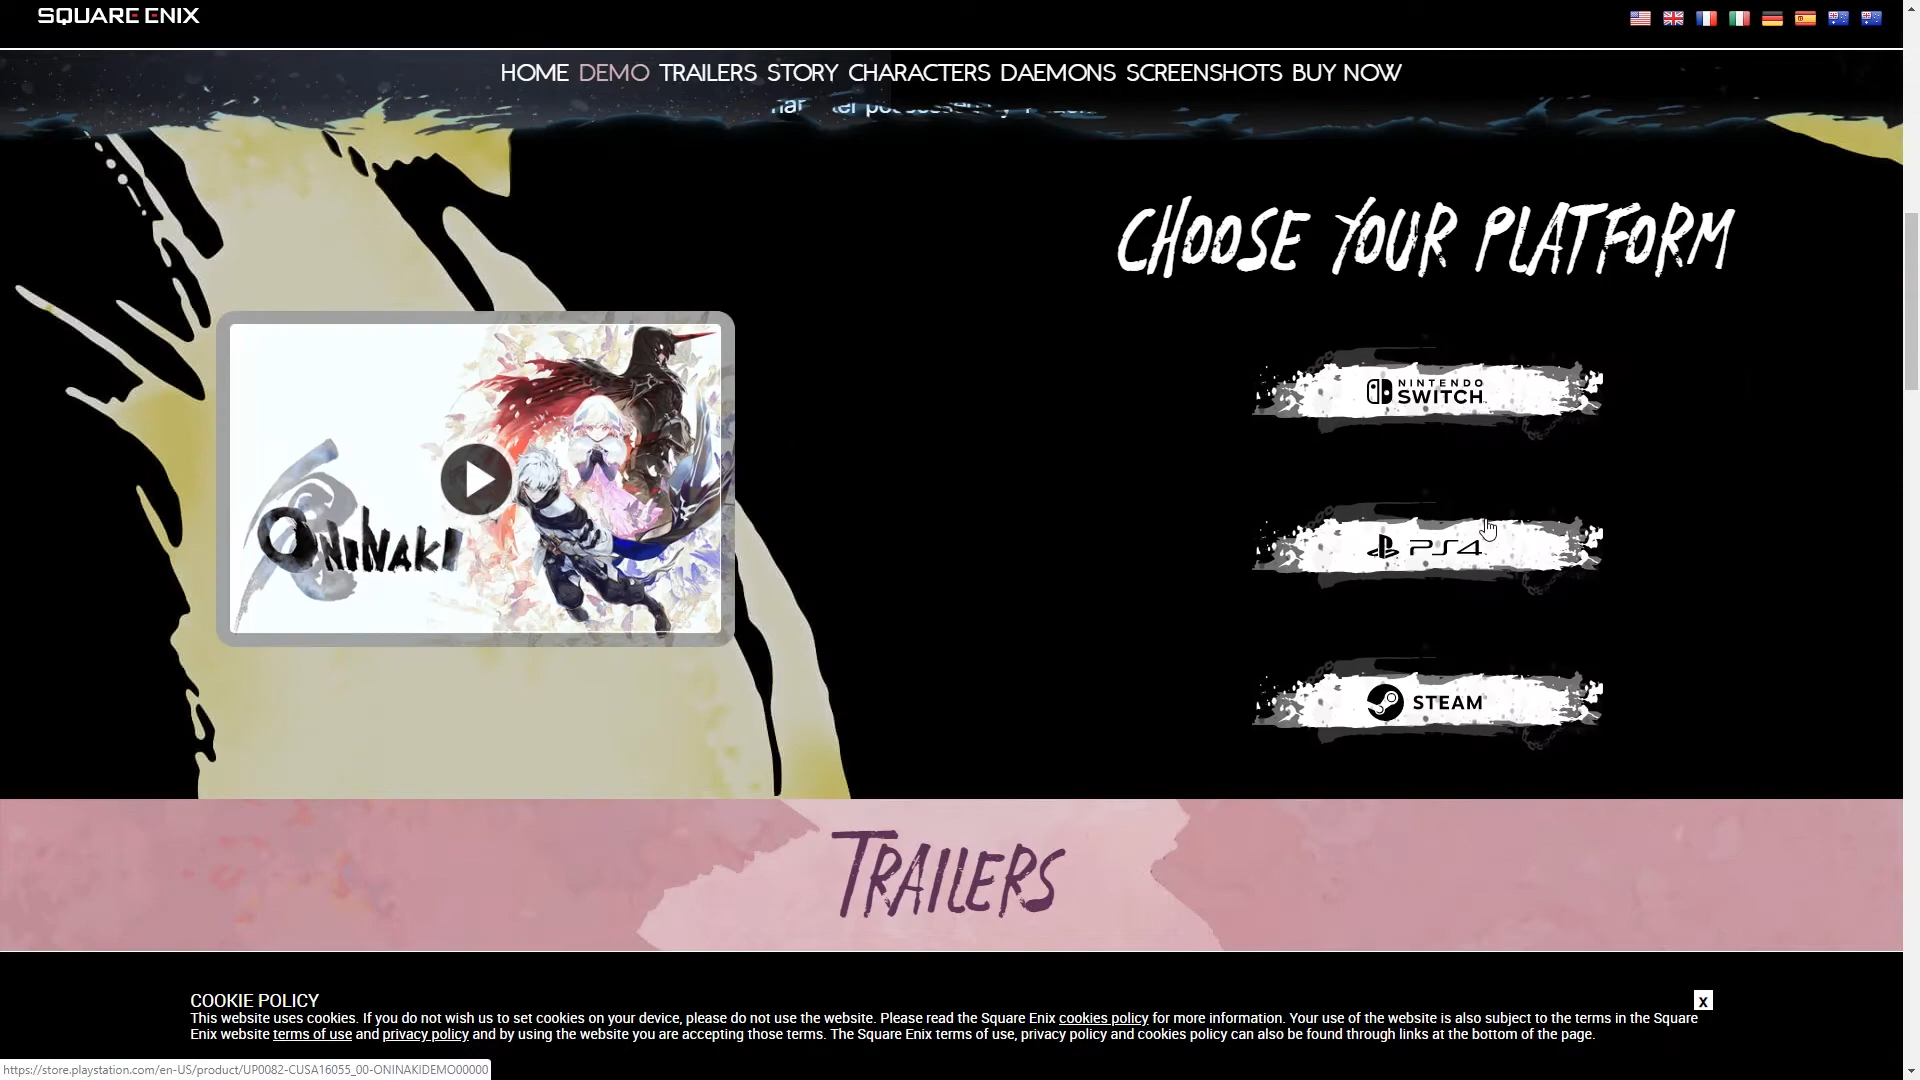 SQUARE ENIX
HOME DEMO TRAILERS STORY CHARACTERS DAEMONS SCREENSHOTS BUY NOW
CHOOSE YOUR PLATFORM
NINTENDO
SWITCH
ONINAKI
PS4
STEAM
TRAILERS
COOKIE POLICY
x
This website uses cookies. If you do not wish us to set cookies on your device, please do not use the website. Please read the Square Enix cookies policy for more information. Your use of the website is also subject to the terms in the Square
Enix website terms of use and privacy policy and by using the website you are accepting those terms. The Square Enix terms of use, privacy policy and cookies policy can also be found through links at the bottom of the page.
https://store.playstation.com/en-US/product/UP0082-CUSA16055_00-ONINAKIDEMO00000